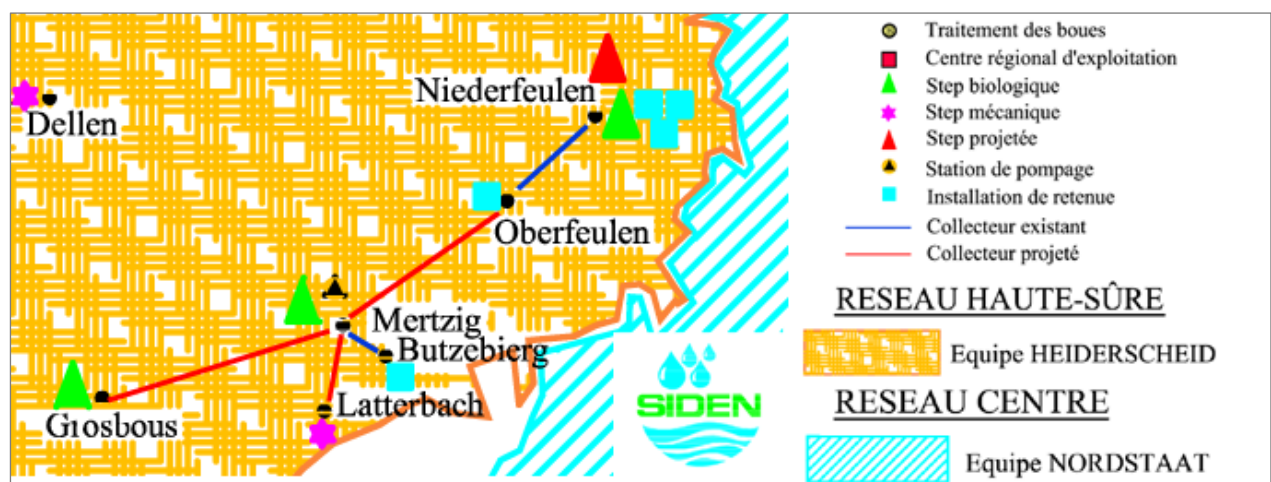 Niederfeulen
Dellen
Oberfeulen
Mertzig
Butzebierg
Latterbach
Grosbous
SIDEN
Traitement des boues
Centre régional d'exploitation
Step biologique
Step mécanique
Step projetée
Station de pompage
Installation de retenue
Collecteur existant
Collecteur projeté
RESEAU HAUTE-SÛRE
Equipe HEIDERSCHEID
RESEAU CENTRE
Equipe NORDSTAAT